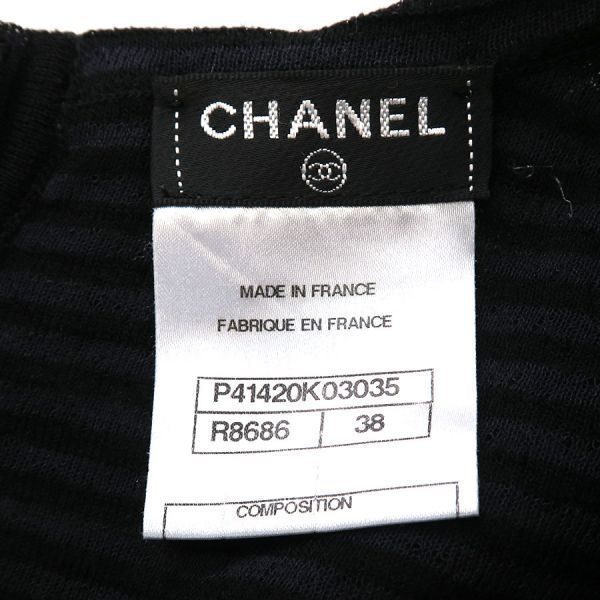 CHANEL
MADE IN FRANCE
FABRIQUE EN FRANCE
P41420K03035
R8686 38
COMPOSITION